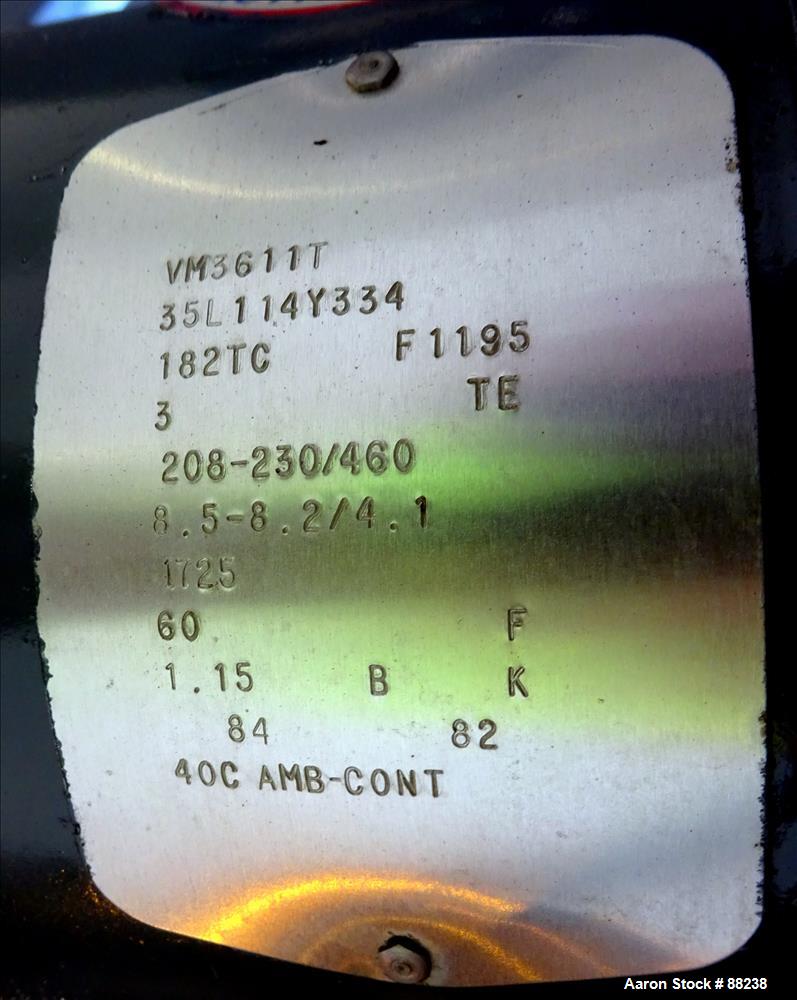 VM3611T
35L114Y334
182TC F1195
3 TE
208-230/460
8.5-8.2/4.1
1725
60 F
1.15 B K
84 82
40C AMB-CONT
Aaron Stock # 88238